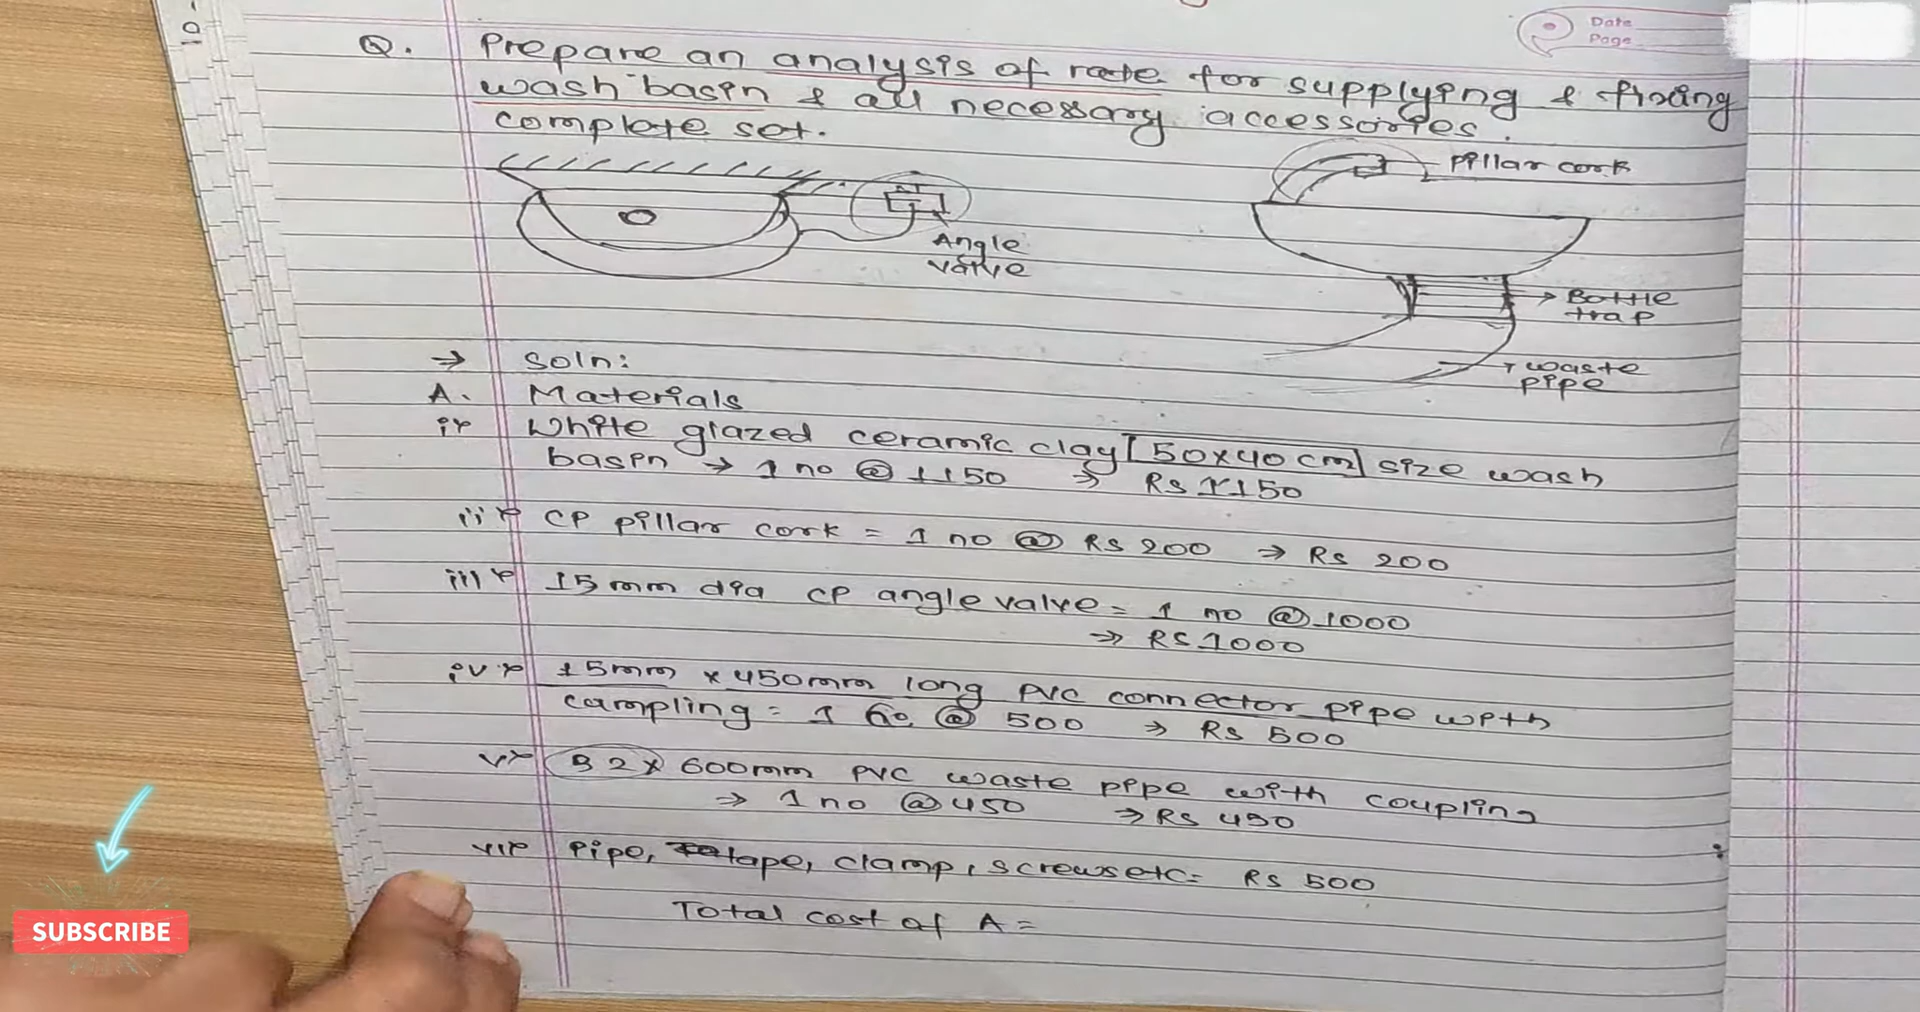 Date
Page
Q. Prepare an analysis of rate for supplying & fixing
wash basin & all necessary accessories.
complete set.
Pillar cork
Angle
valve
Bottle
trap
waste
pipe
→ Soln:
A. Materials
i) White glazed ceramic clay [50x40 cm] size wash
basin → 1 no @ 1150 ⇒ Rs 1150
ii) CP pillar cork = 1 no @ Rs 200 ⇒ Rs 200
iii) 15mm dia CP angle valve = 1 no @ 1000
⇒ Rs 1000
iv) 15mm x 450mm long PVC connector pipe with
campling = 1 no @ 500 ⇒ Rs 500
v) 32 x 600mm PVC waste pipe with coupling
⇒ 1 no @ 450 ⇒ Rs 450
vi) Pipe, tape, clamp, screws etc = Rs 500
Total cost of A =
SUBSCRIBE